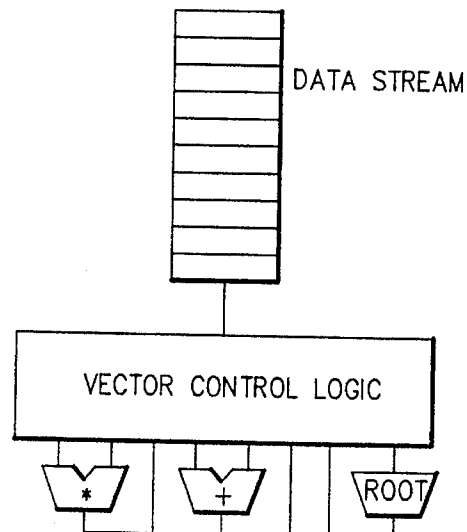 DATA STREAM
VECTOR CONTROL LOGIC
*
+
ROOT